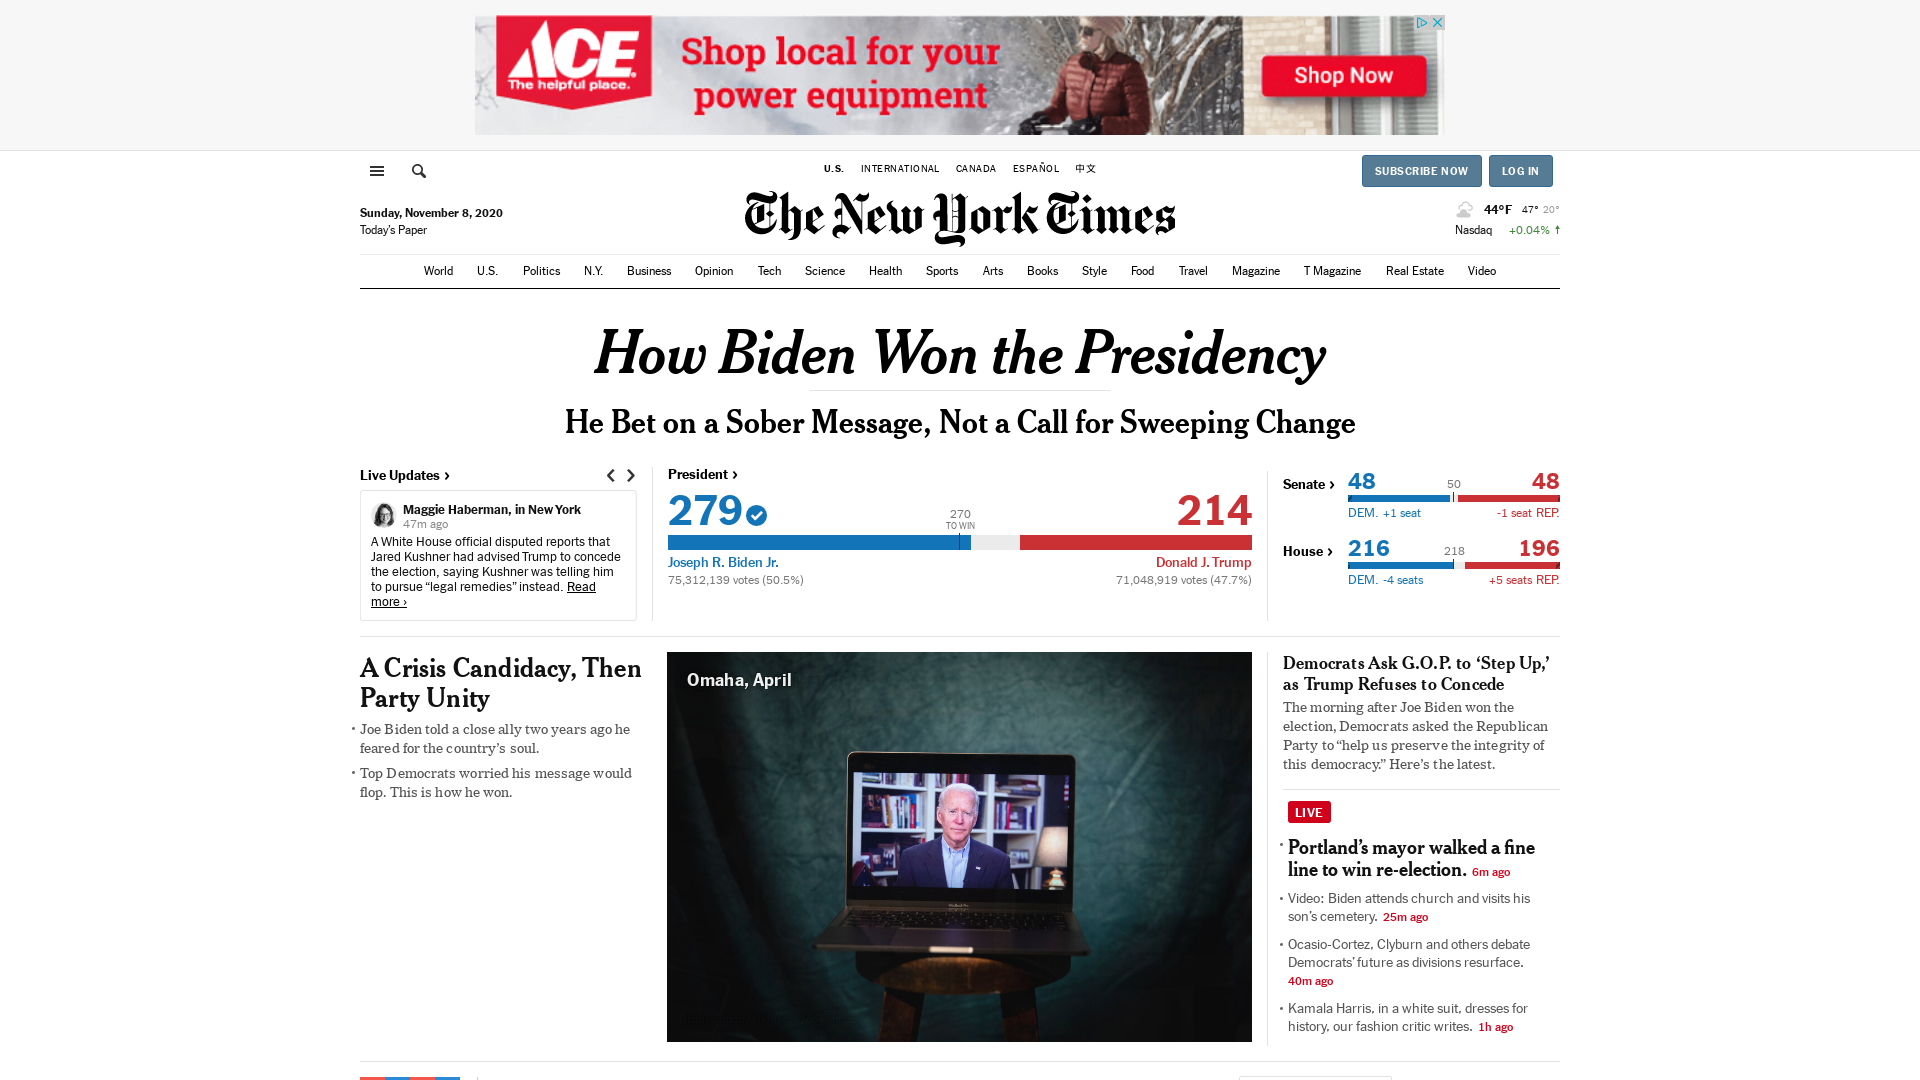 ACE
The helpful place.
Shop local for your
power equipment
Shop Now
U.S. INTERNATIONAL CANADA ESPAÑOL 中文
SUBSCRIBE NOW LOG IN
The New York Times
Sunday, November 8, 2020
Today's Paper
44°F 47° 20°
Nasdaq +0.04% ↑
World U.S. Politics N.Y. Business Opinion Tech Science Health Sports Arts Books Style Food Travel Magazine T Magazine Real Estate Video
How Biden Won the Presidency
He Bet on a Sober Message, Not a Call for Sweeping Change
Live Updates ›
Maggie Haberman, in New York
47m ago
A White House official disputed reports that
Jared Kushner had advised Trump to concede
the election, saying Kushner was telling him
to pursue “legal remedies” instead. Read
more ›
President ›
279 214
270
TO WIN
Joseph R. Biden Jr. Donald J. Trump
75,312,139 votes (50.5%) 71,048,919 votes (47.7%)
Senate › 48 50 48
DEM. +1 seat -1 seat REP.
House › 216 218 196
DEM. -4 seats +5 seats REP.
A Crisis Candidacy, Then
Party Unity
Joe Biden told a close ally two years ago he
feared for the country’s soul.
Top Democrats worried his message would
flop. This is how he won.
Omaha, April
Democrats Ask G.O.P. to ‘Step Up,’
as Trump Refuses to Concede
The morning after Joe Biden won the
election, Democrats asked the Republican
Party to “help us preserve the integrity of
this democracy.” Here’s the latest.
LIVE
Portland’s mayor walked a fine
line to win re-election. 6m ago
Video: Biden attends church and visits his
son’s cemetery. 25m ago
Ocasio-Cortez, Clyburn and others debate
Democrats’ future as divisions resurface.
40m ago
Kamala Harris, in a white suit, dresses for
history, our fashion critic writes. 1h ago